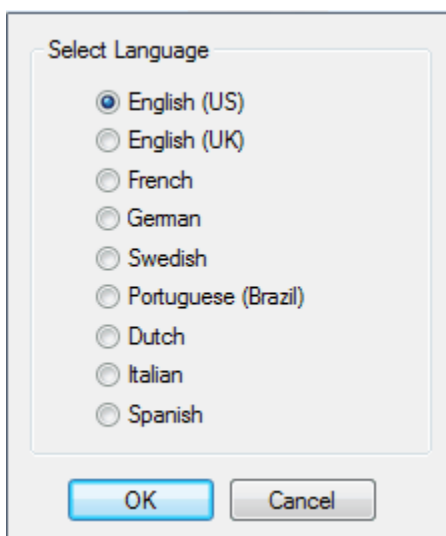 Select Language
English (US)
English (UK)
French
German
Swedish
Portuguese (Brazil)
Dutch
Italian
Spanish
OK Cancel